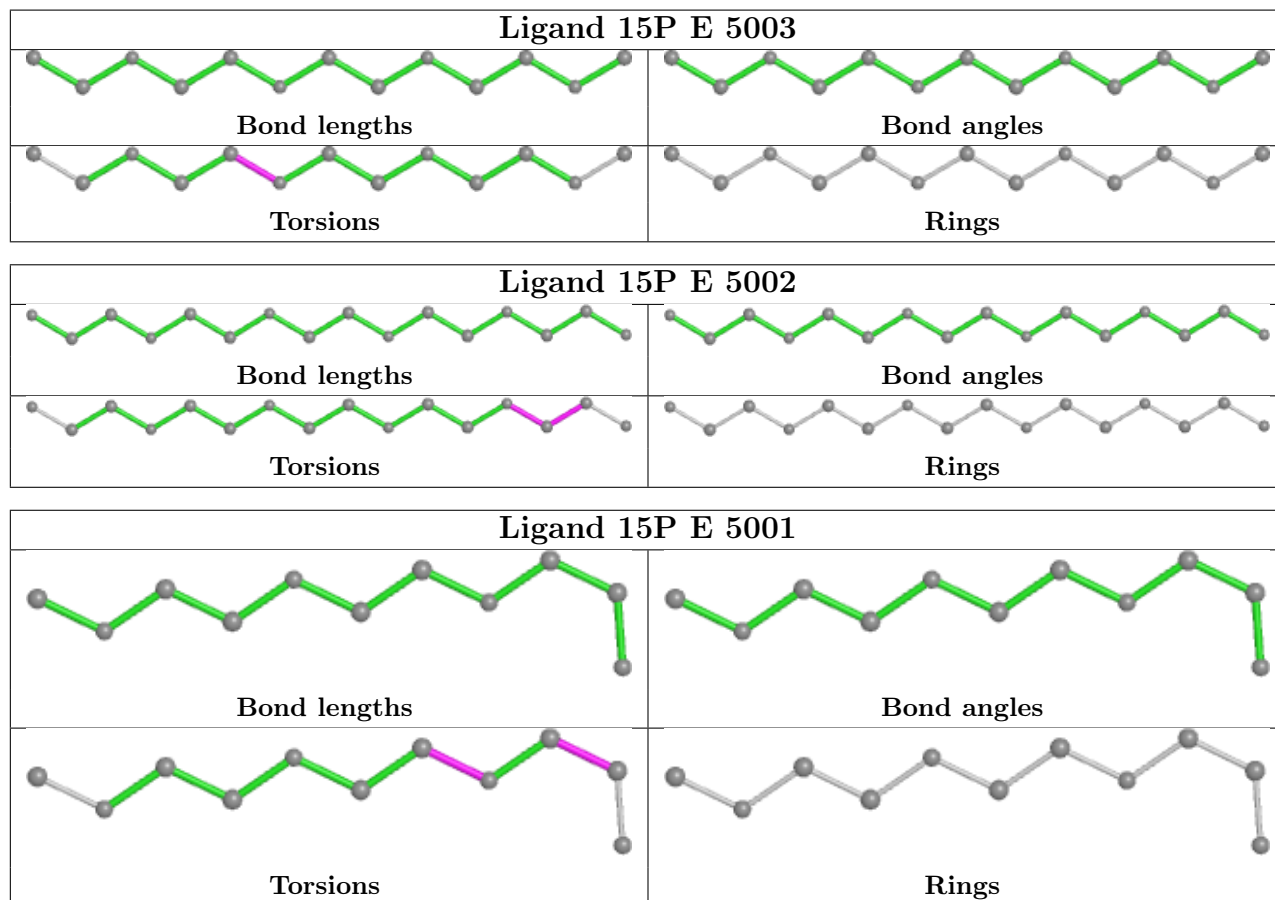 Ligand 15P E 5003
Bond lengths
Bond angles
Torsions
Rings
Ligand 15P E 5002
Bond lengths
Bond angles
Torsions
Rings
Ligand 15P E 5001
Bond lengths
Bond angles
Torsions
Rings